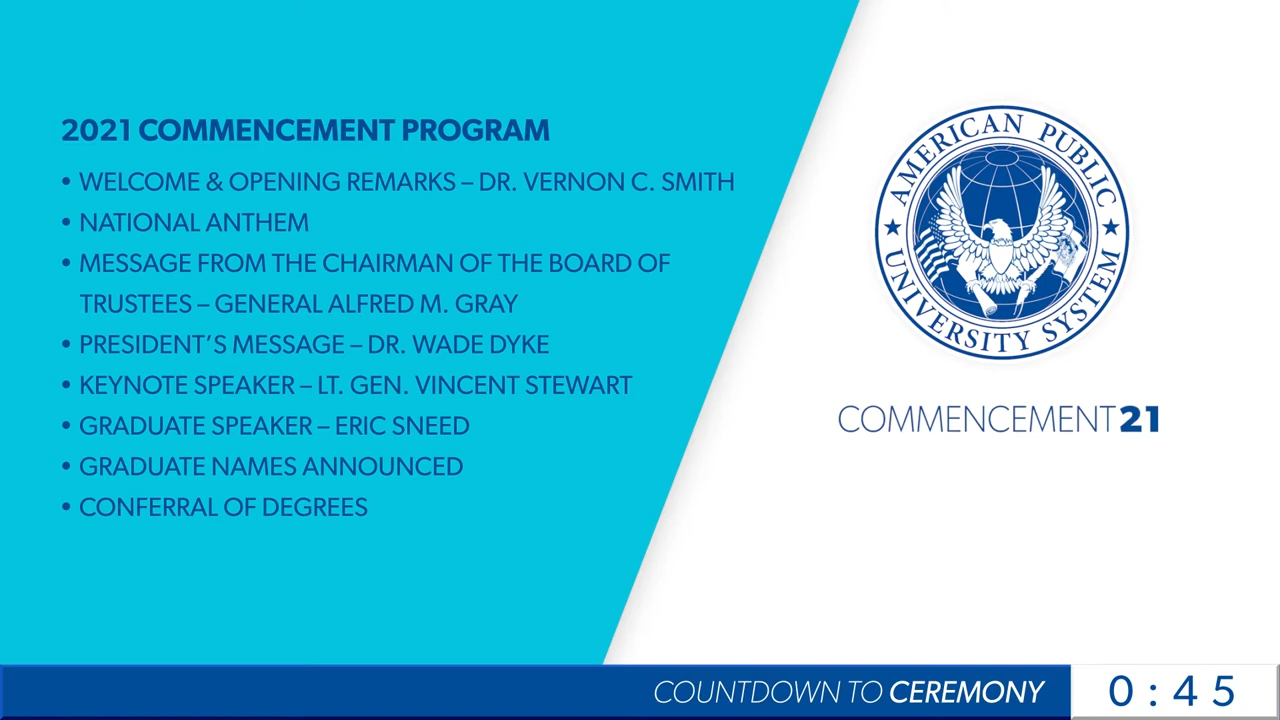 2021 COMMENCEMENT PROGRAM
• WELCOME & OPENING REMARKS – DR. VERNON C. SMITH
• NATIONAL ANTHEM
• MESSAGE FROM THE CHAIRMAN OF THE BOARD OF
TRUSTEES – GENERAL ALFRED M. GRAY
• PRESIDENT’S MESSAGE – DR. WADE DYKE
• KEYNOTE SPEAKER – LT. GEN. VINCENT STEWART
• GRADUATE SPEAKER – ERIC SNEED
• GRADUATE NAMES ANNOUNCED
• CONFERRAL OF DEGREES
AMERICAN PUBLIC
UNIVERSITY SYSTEM
COMMENCEMENT21
COUNTDOWN TO CEREMONY
0:45